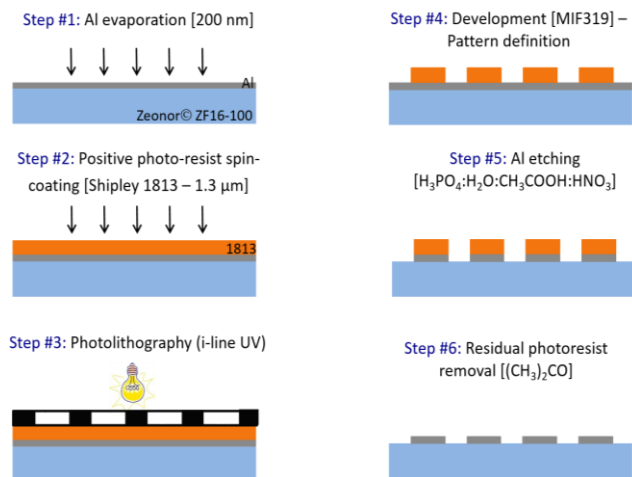 Step #1: Al evaporation [200 nm]
Al
Zeonor© ZF16-100
Step #2: Positive photo-resist spin-
coating [Shipley 1813 – 1.3 µm]
1813
Step #3: Photolithography (i-line UV)
Step #4: Development [MIF319] –
Pattern definition
Step #5: Al etching
[H₃PO₄:H₂O:CH₃COOH:HNO₃]
Step #6: Residual photoresist
removal [(CH₃)₂CO]